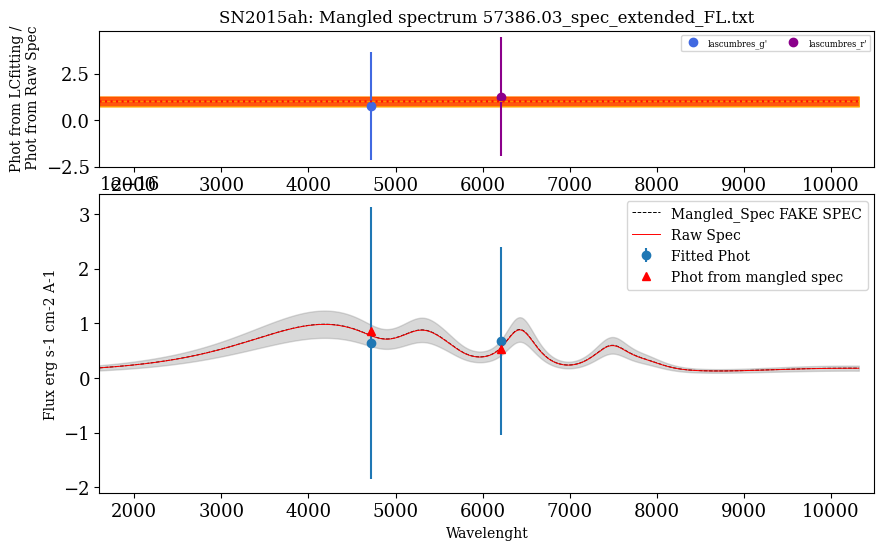 SN2015ah: Mangled spectrum 57386.03_spec_extended_FL.txt
Phot from LCfitting /
Phot from Raw Spec
lascumbres_g' lascumbres_r'
2.5
0.0
−2.5
2000 3000 4000 5000 6000 7000 8000 9000 10000
1e−16
Mangled_Spec FAKE SPEC
Raw Spec
Fitted Phot
Phot from mangled spec
Flux erg s-1 cm-2 A-1
3
2
1
0
−1
−2
2000 3000 4000 5000 6000 7000 8000 9000 10000
Wavelenght